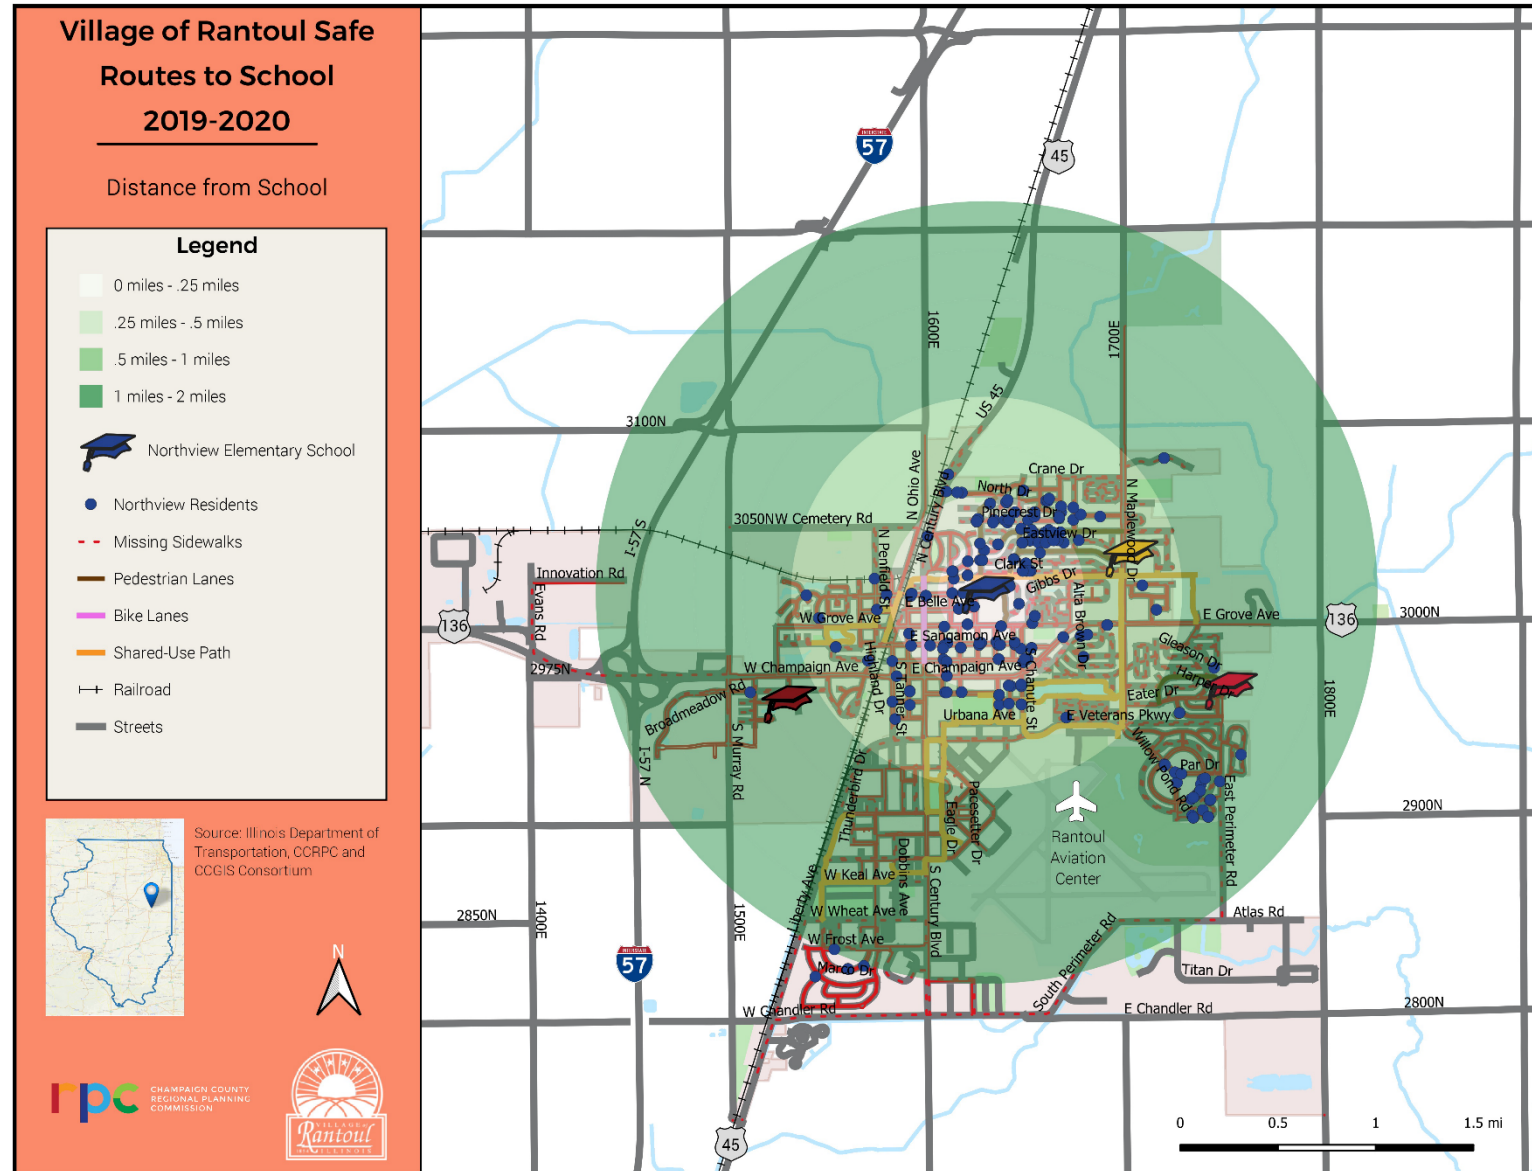 Village of Rantoul Safe
Routes to School
2019-2020
Distance from School
Legend
0 miles - .25 miles
.25 miles - .5 miles
.5 miles - 1 miles
1 miles - 2 miles
Northview Elementary School
Northview Residents
Missing Sidewalks
Pedestrian Lanes
Bike Lanes
Shared-Use Path
Railroad
Streets
Source: Illinois Department of
Transportation, CCRPC and
CCGIS Consortium
N
rpc
CHAMPAIGN COUNTY
REGIONAL PLANNING
COMMISSION
VILLAGE of
Rantoul
ILLINOIS
57
45
1600E
1700E
US 45
3100N
N Ohio Ave
N Century Blvd
Crane Dr
North Dr
N Maplewood Dr
Pinecrest Dr
3050N
W Cemetery Rd
Eastview Dr
I-57 S
N Penfield St
Clark St
Gibbs Dr
Innovation Rd
Evans Rd
E Belle Ave
Alta Brown Dr
W Grove Ave
E Grove Ave
3000N
136
136
E Sangamon Ave
Gleason Dr
2975N
W Champaign Ave
Highland Dr
E Champaign Ave
S Chanute St
Harper Dr
Broadmeadow Rd
S Tanner St
Eater Dr
1800E
Urbana Ave
E Veterans Pkwy
S Murray Rd
I-57 N
Willow Pond Rd
Par Dr
Thunderbird Dr
Eagle Dr
Pacesetter Dr
East Perimeter Rd
2900N
Rantoul
Aviation
Center
W Keal Ave
Dobbins Ave
S Century Blvd
Liberty Ave
W Wheat Ave
2850N
1400E
1500E
Atlas Rd
W Frost Ave
South Perimeter Rd
57
Marco Dr
Titan Dr
W Chandler Rd
E Chandler Rd
2800N
45
0 0.5 1 1.5 mi